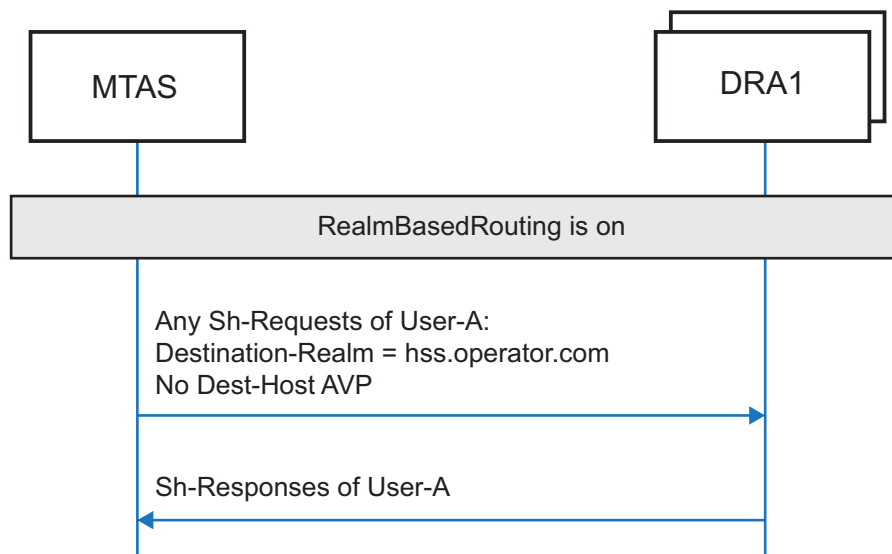 MTAS
DRA1
RealmBasedRouting is on
Any Sh-Requests of User-A:
Destination-Realm = hss.operator.com
No Dest-Host AVP
Sh-Responses of User-A